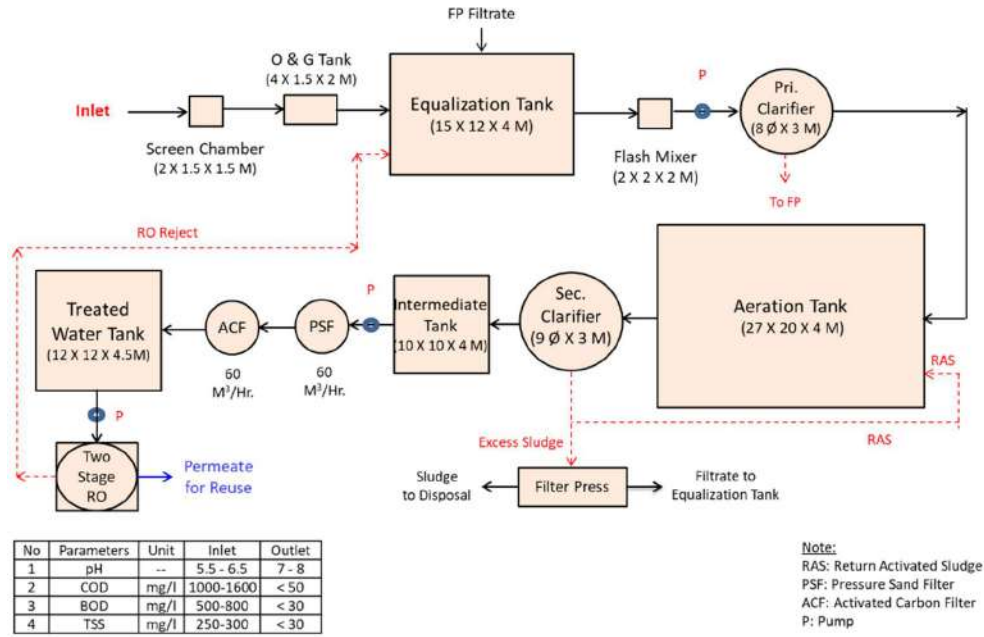 FP Filtrate
O & G Tank
(4 X 1.5 X 2 M)
Inlet
Screen Chamber
(2 X 1.5 X 1.5 M)
Equalization Tank
(15 X 12 X 4 M)
P
Flash Mixer
(2 X 2 X 2 M)
Pri.
Clarifier
(8 Ø X 3 M)
To FP
RO Reject
Treated
Water Tank
(12 X 12 X 4.5M)
ACF
60
M³/Hr.
PSF
60
M³/Hr.
P
Intermediate
Tank
(10 X 10 X 4 M)
Sec.
Clarifier
(9 Ø X 3 M)
Aeration Tank
(27 X 20 X 4 M)
RAS
RAS
P
Two
Stage
RO
Permeate
for Reuse
Excess Sludge
Sludge
to Disposal
Filter Press
Filtrate to
Equalization Tank
No Parameters Unit Inlet Outlet
1 pH -- 5.5 - 6.5 7 - 8
2 COD mg/l 1000-1600 < 50
3 BOD mg/l 500-800 < 30
4 TSS mg/l 250-300 < 30
Note:
RAS: Return Activated Sludge
PSF: Pressure Sand Filter
ACF: Activated Carbon Filter
P: Pump